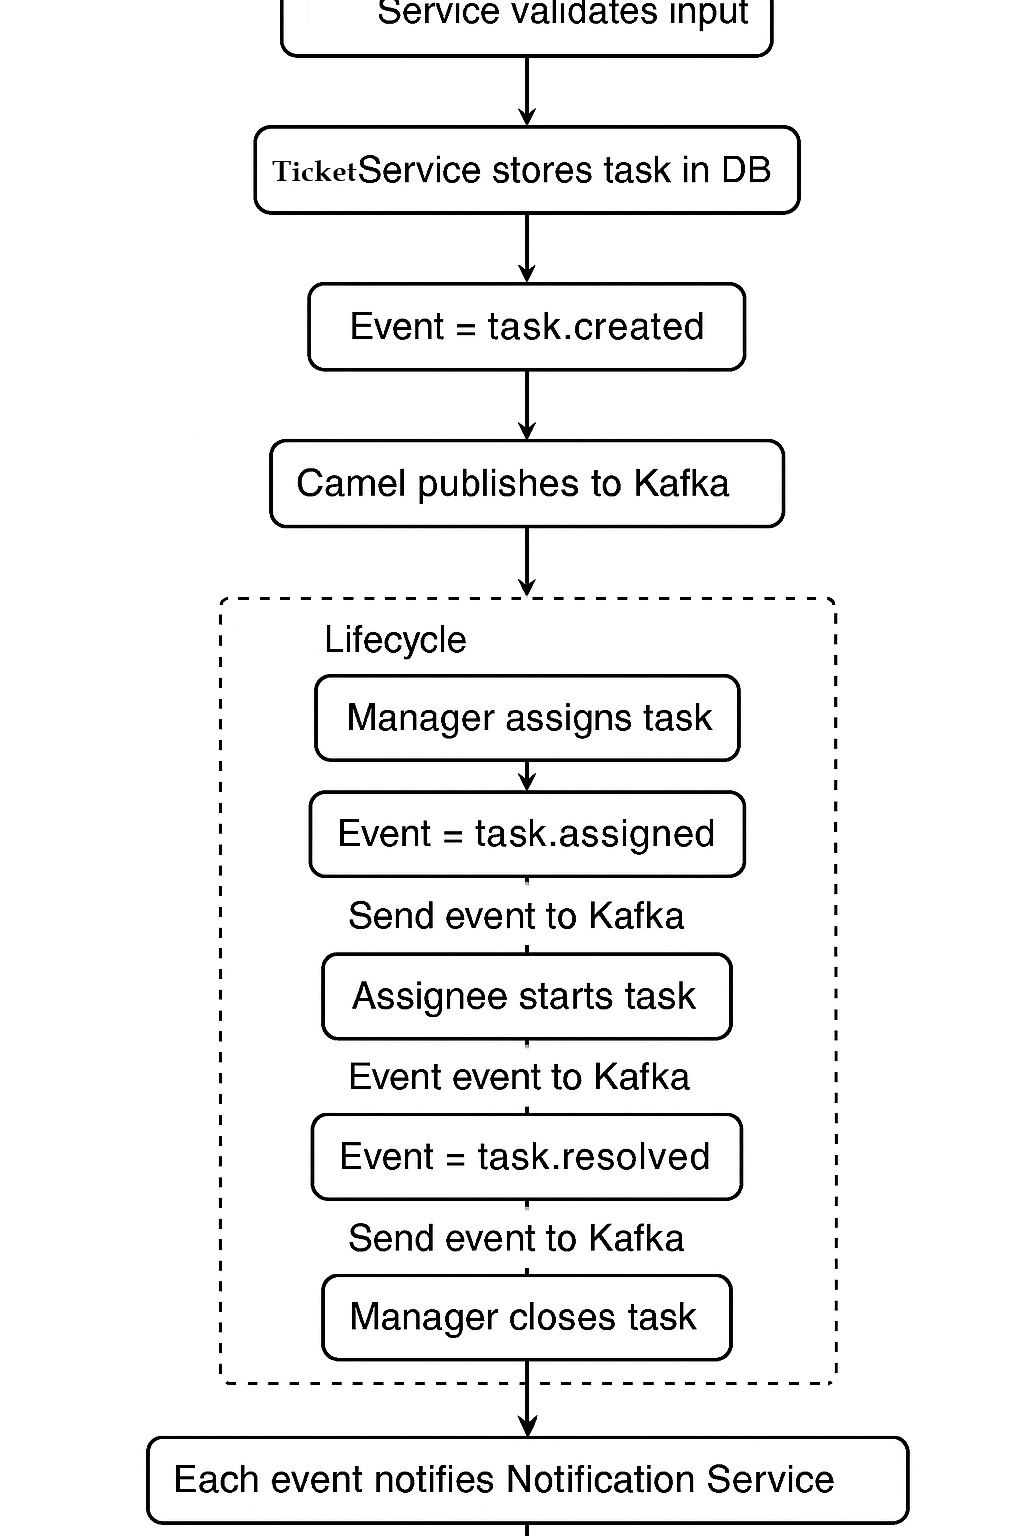 Service validates input
TicketService stores task in DB
Event = task.created
Camel publishes to Kafka
Lifecycle
Manager assigns task
Event = task.assigned
Send event to Kafka
Assignee starts task
Event event to Kafka
Event = task.resolved
Send event to Kafka
Manager closes task
Each event notifies Notification Service